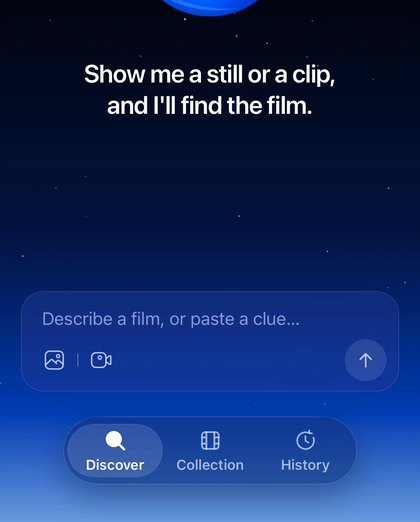 Show me a still or a clip,
and I'll find the film.
Describe a film, or paste a clue...
Discover
Collection
History